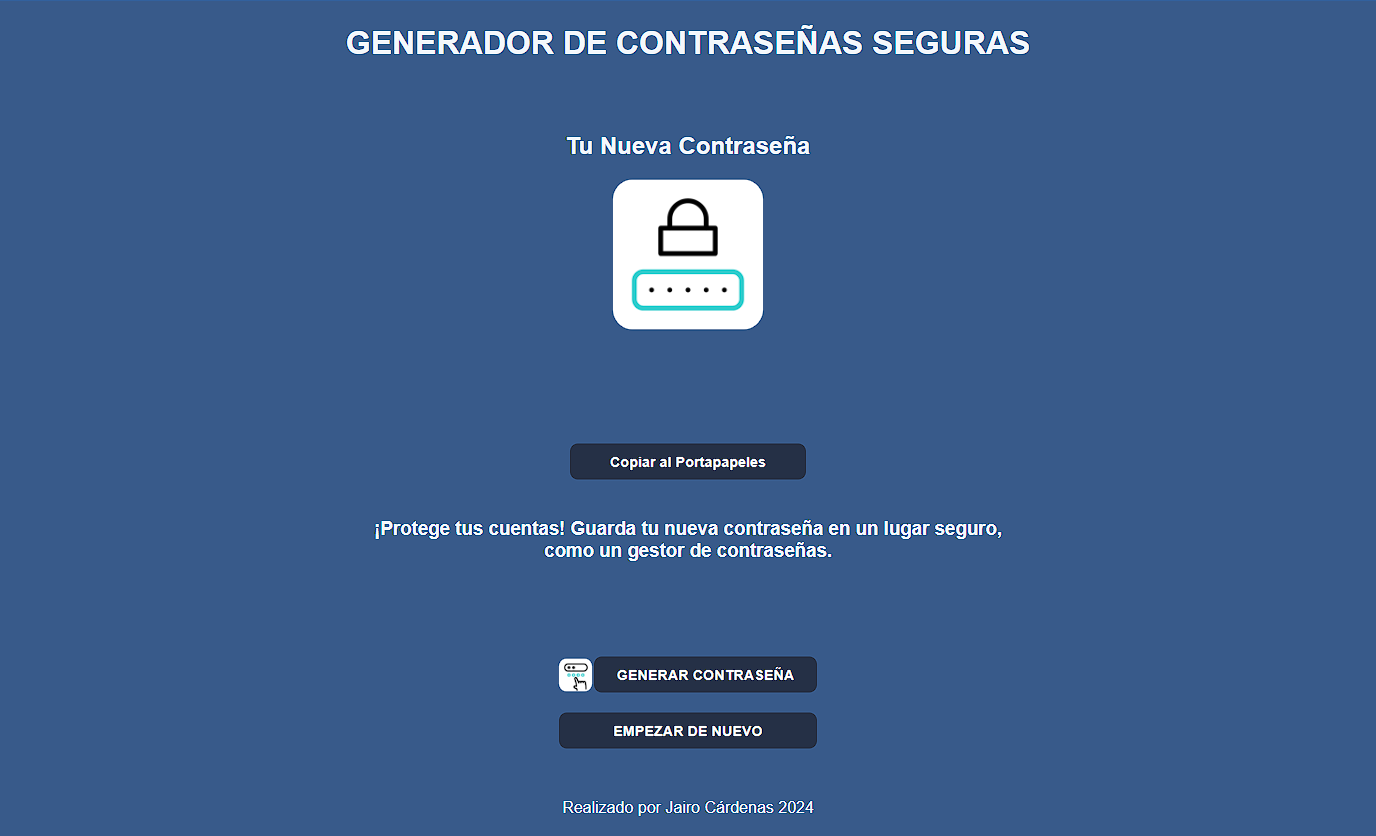 GENERADOR DE CONTRASEÑAS SEGURAS
Tu Nueva Contraseña
Copiar al Portapapeles
¡Protege tus cuentas! Guarda tu nueva contraseña en un lugar seguro,
como un gestor de contraseñas.
GENERAR CONTRASEÑA
EMPEZAR DE NUEVO
Realizado por Jairo Cárdenas 2024